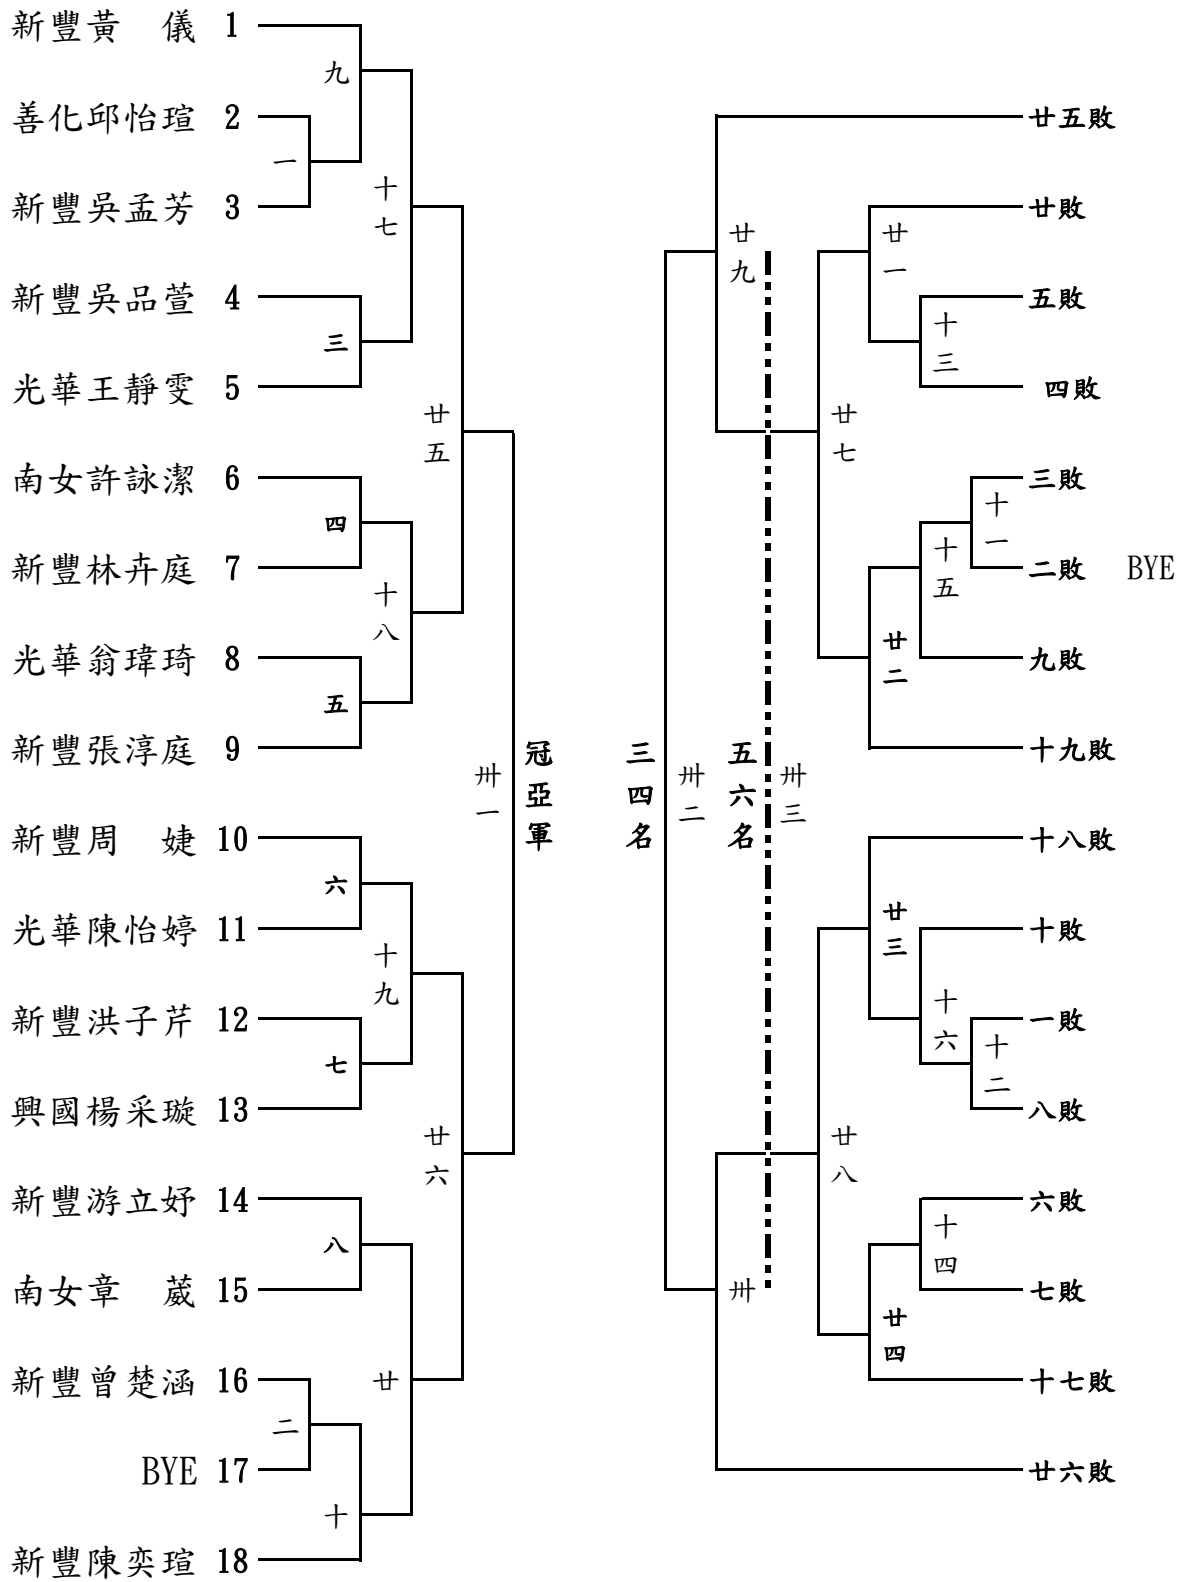 新豐黃　儀 1
九
善化邱怡瑄 2
廿五敗
一
十七
新豐吳孟芳 3
廿敗
廿九
廿一
新豐吳品萱 4
五敗
三
十三
光華王靜雯 5
四敗
廿五
廿七
南女許詠潔 6
三敗
四
十一
新豐林卉庭 7
二敗 BYE
十八
十五
光華翁瑋琦 8
九敗
五
廿二
新豐張淳庭 9
十九敗
卅一
冠亞軍
三四名
卅二
五六名
卅三
新豐周　婕 10
十八敗
六
廿三
光華陳怡婷 11
十敗
十九
新豐洪子芹 12
一敗
七
十六
十二
興國楊采璇 13
八敗
廿六
廿八
新豐游立妤 14
六敗
八
十四
南女章　葳 15
卅
七敗
廿四
新豐曾楚涵 16
廿
十七敗
二
BYE 17
廿六敗
十
新豐陳奕瑄 18